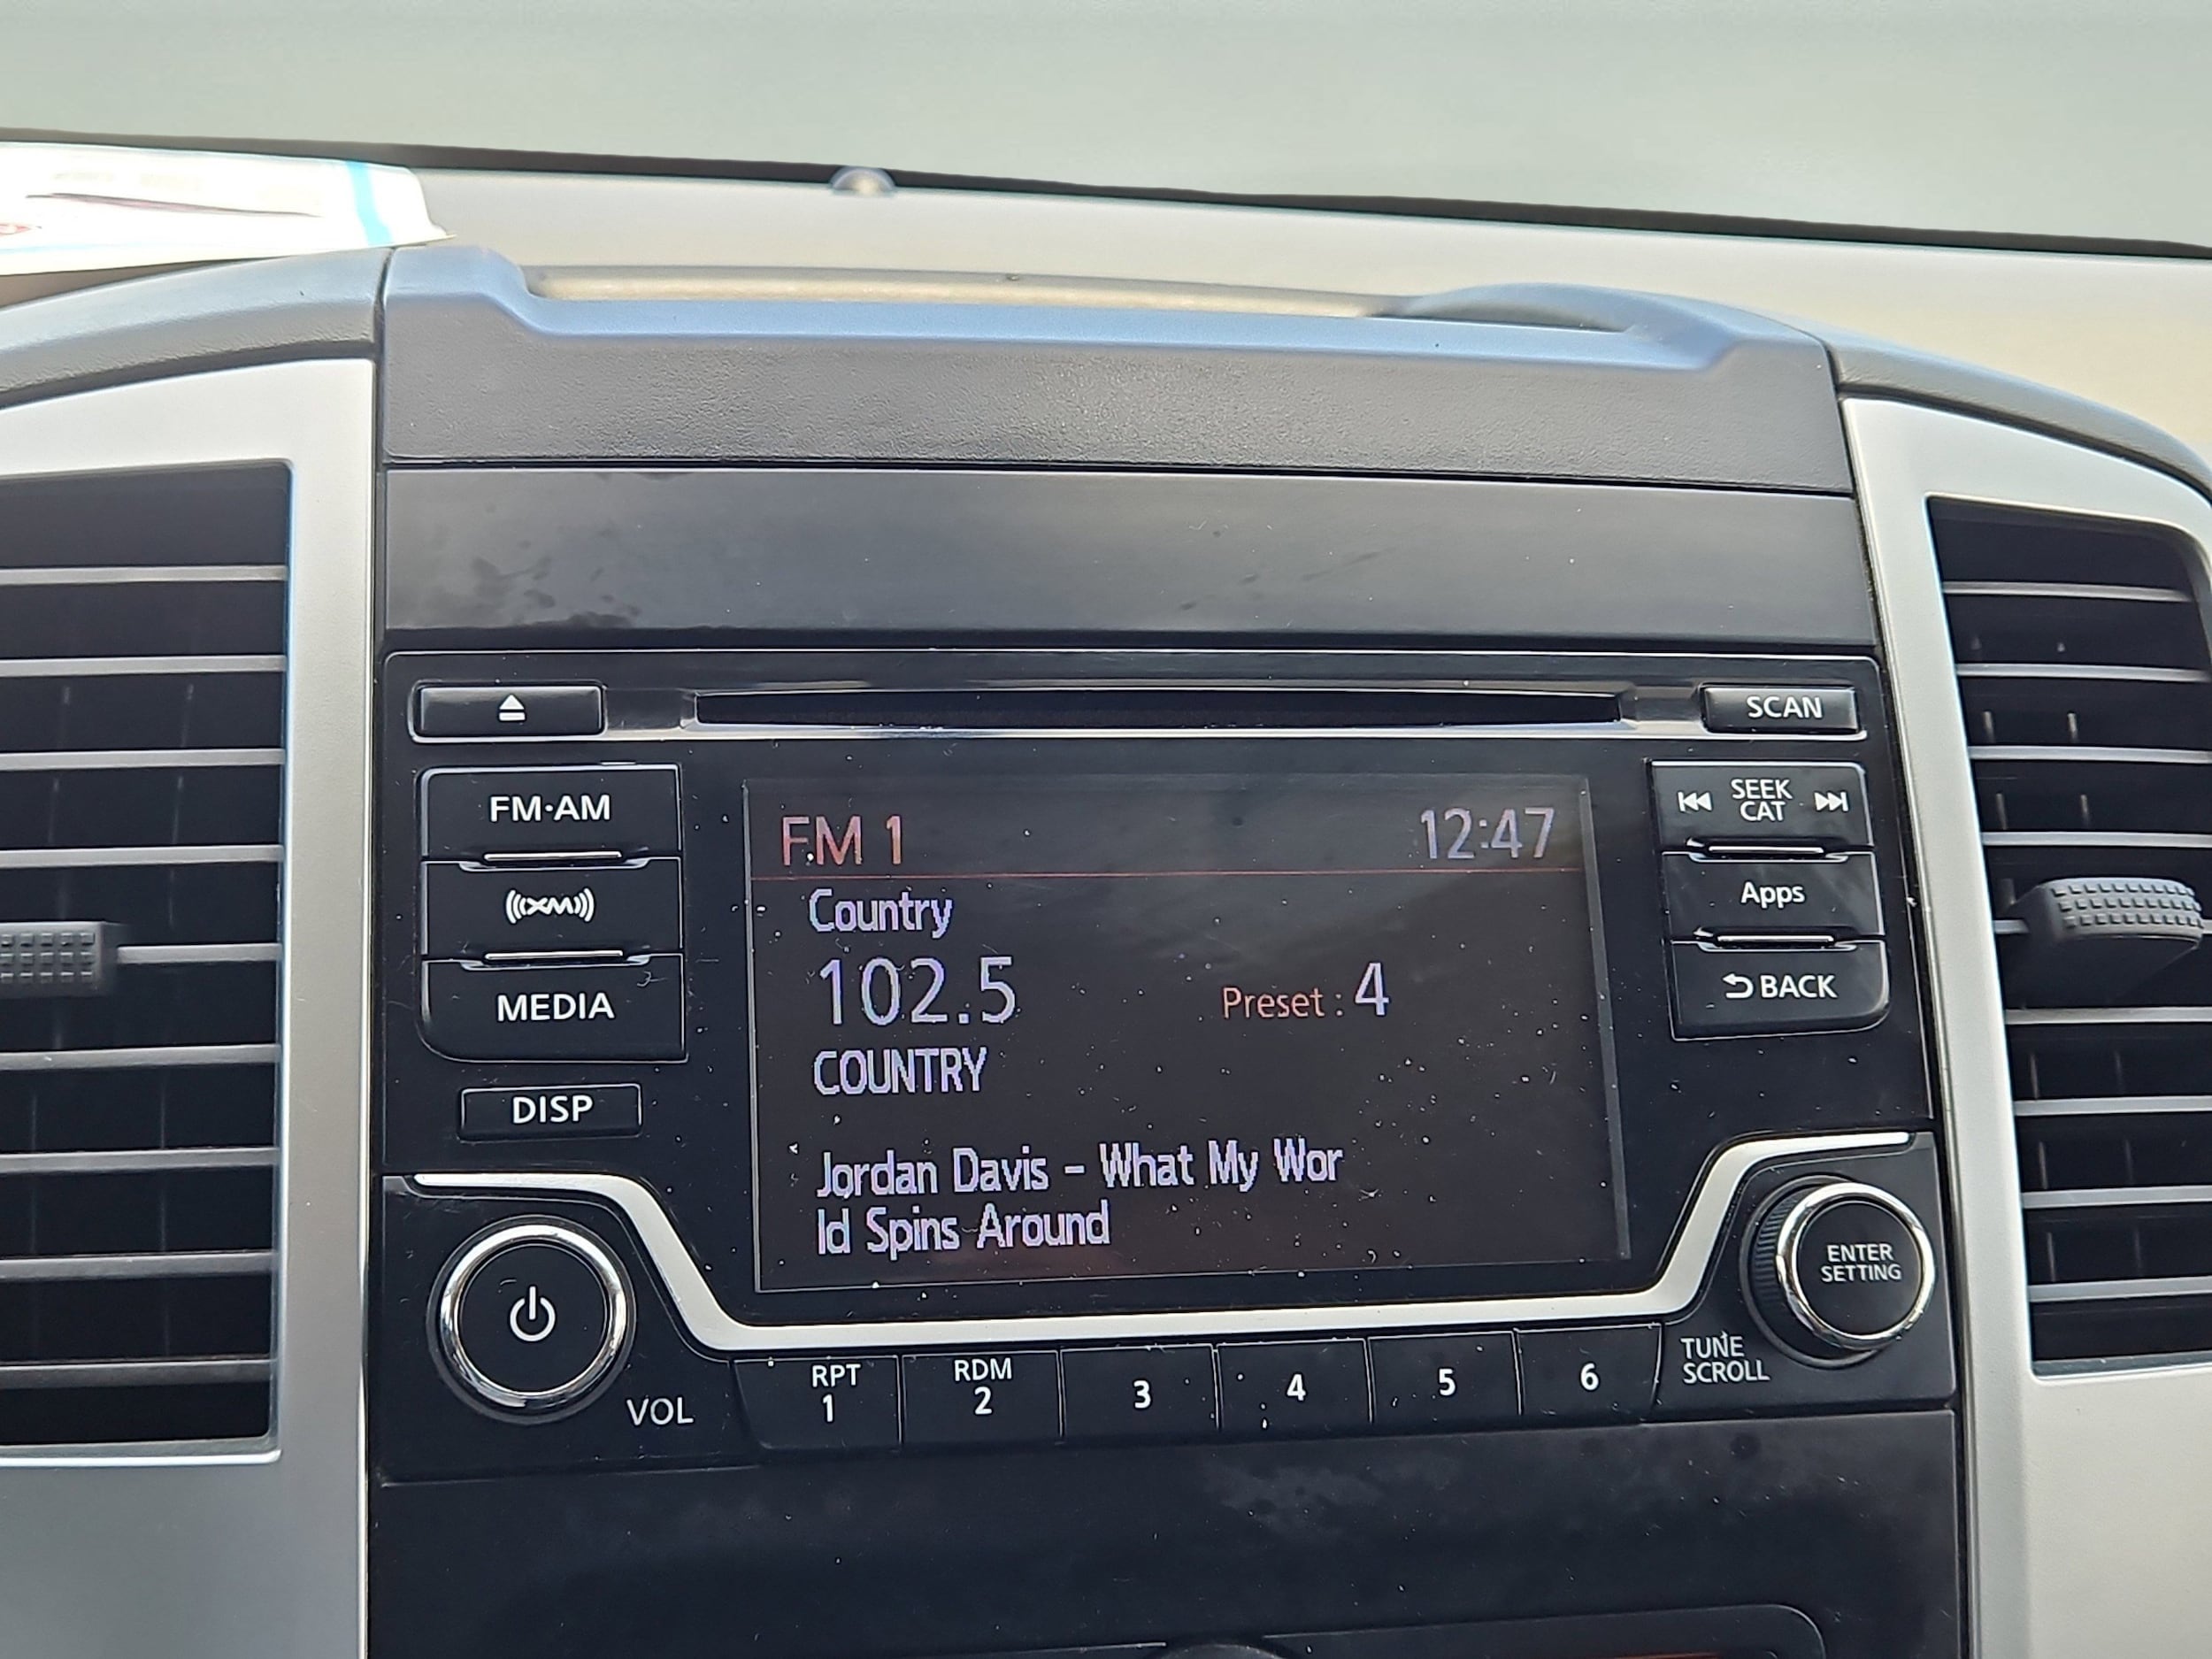 SCAN
FM·AM
XM
MEDIA
DISP
FM 1
12:47
Country
102.5
Preset : 4
COUNTRY
Jordan Davis - What My Wor
ld Spins Around
SEEK
CAT
Apps
BACK
ENTER
SETTING
TUNE
SCROLL
VOL
RPT
1
RDM
2
3
4
5
6